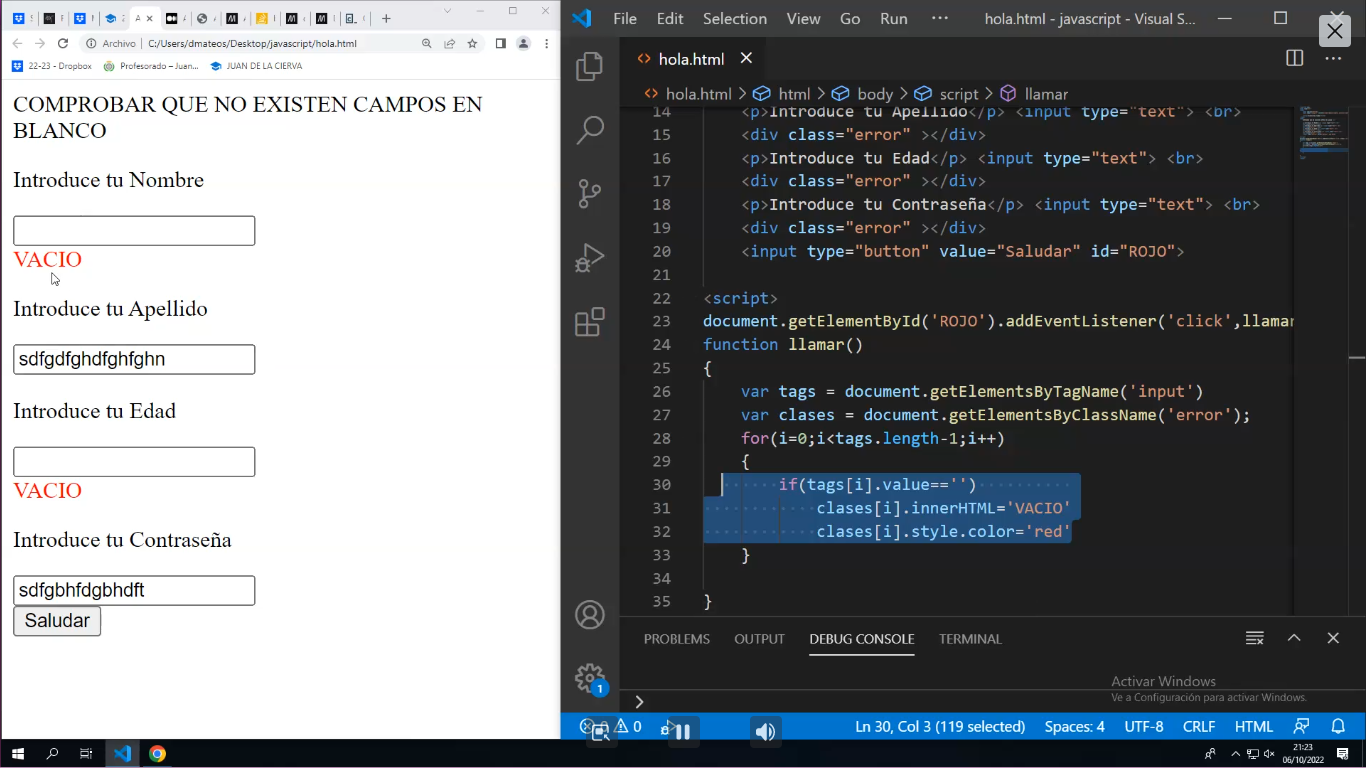 Archivo C:/Users/dmateos/Desktop/javascript/hola.html
22-23 - Dropbox Profesorado – Juan... JUAN DE LA CIERVA
COMPROBAR QUE NO EXISTEN CAMPOS EN
BLANCO
Introduce tu Nombre
VACIO
Introduce tu Apellido
sdfgdfghdfghfghn
Introduce tu Edad
VACIO
Introduce tu Contraseña
sdfgbhfdgbhdft
Saludar
File Edit Selection View Go Run ··· hola.html - javascript - Visual S...
hola.html
hola.html > html > body > script > llamar
14 <p>Introduce tu Apellido</p> <input type="text"> <br>
15 <div class="error" ></div>
16 <p>Introduce tu Edad</p> <input type="text"> <br>
17 <div class="error" ></div>
18 <p>Introduce tu Contraseña</p> <input type="text"> <br>
19 <div class="error" ></div>
20 <input type="button" value="Saludar" id="ROJO">
21
22 <script>
23 document.getElementById('ROJO').addEventListener('click',llamar
24 function llamar()
25 {
26 var tags = document.getElementsByTagName('input')
27 var clases = document.getElementsByClassName('error');
28 for(i=0;i<tags.length-1;i++)
29 {
30 if(tags[i].value=='')
31 clases[i].innerHTML='VACIO'
32 clases[i].style.color='red'
33 }
34
35 }
PROBLEMS OUTPUT DEBUG CONSOLE TERMINAL
Activar Windows
Ve a Configuración para activar Windows.
1
0 Ln 30, Col 3 (119 selected) Spaces: 4 UTF-8 CRLF HTML
21:23
06/10/2022